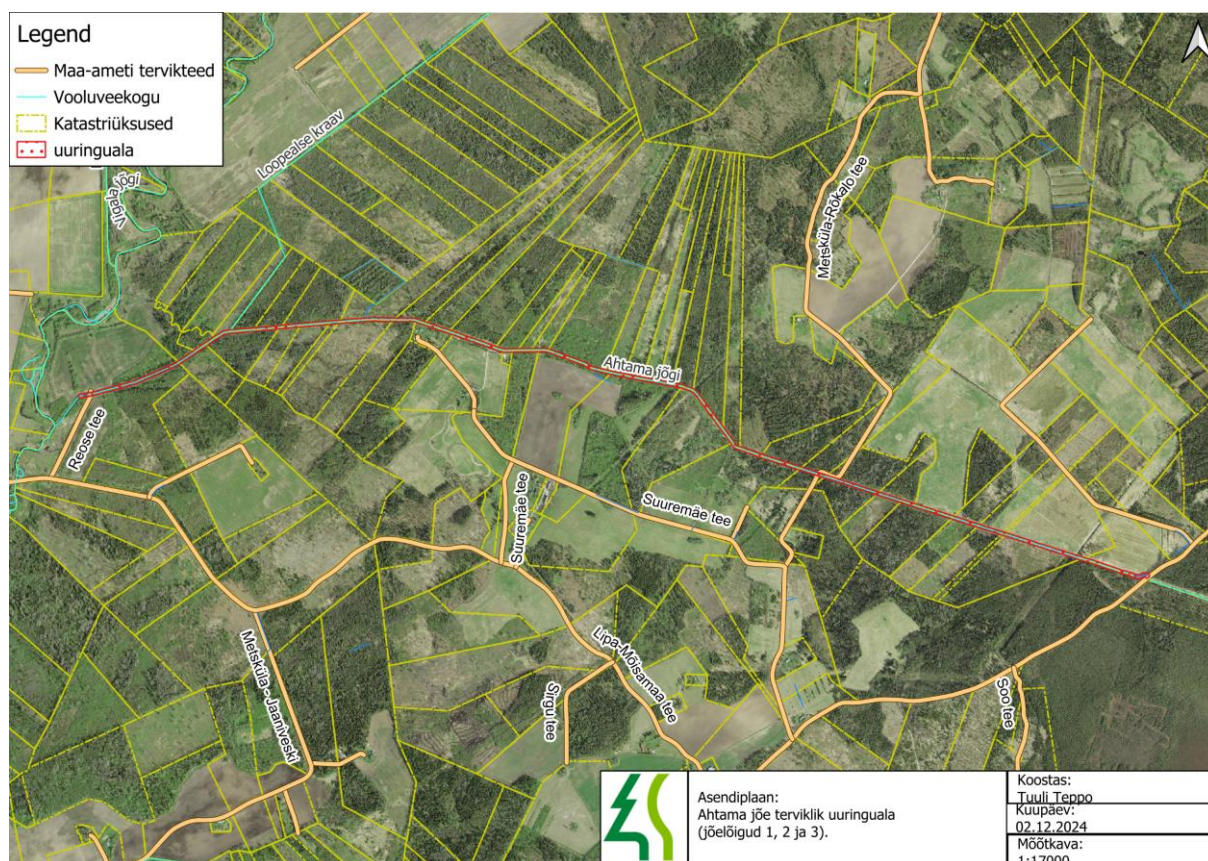 Legend
Maa-ameti tervikteed
Vooluveekogu
Katastriüksused
uuringuala
Loopealse kraav
Vigala jõgi
Metsküla-Rõkalo tee
Ahtama jõgi
Reose tee
Suuremäe tee
Suuremäe tee
Metsküla - Jaaniveski
Lipa-Mõisamaa tee
Sirgu tee
Soo tee
Asendiplaan:
Ahtama jõe terviklik uuringuala
(jõelõigud 1, 2 ja 3).
Koostas:
Tuuli Teppo
Kuupäev:
02.12.2024
Mõõtkava:
1:17000